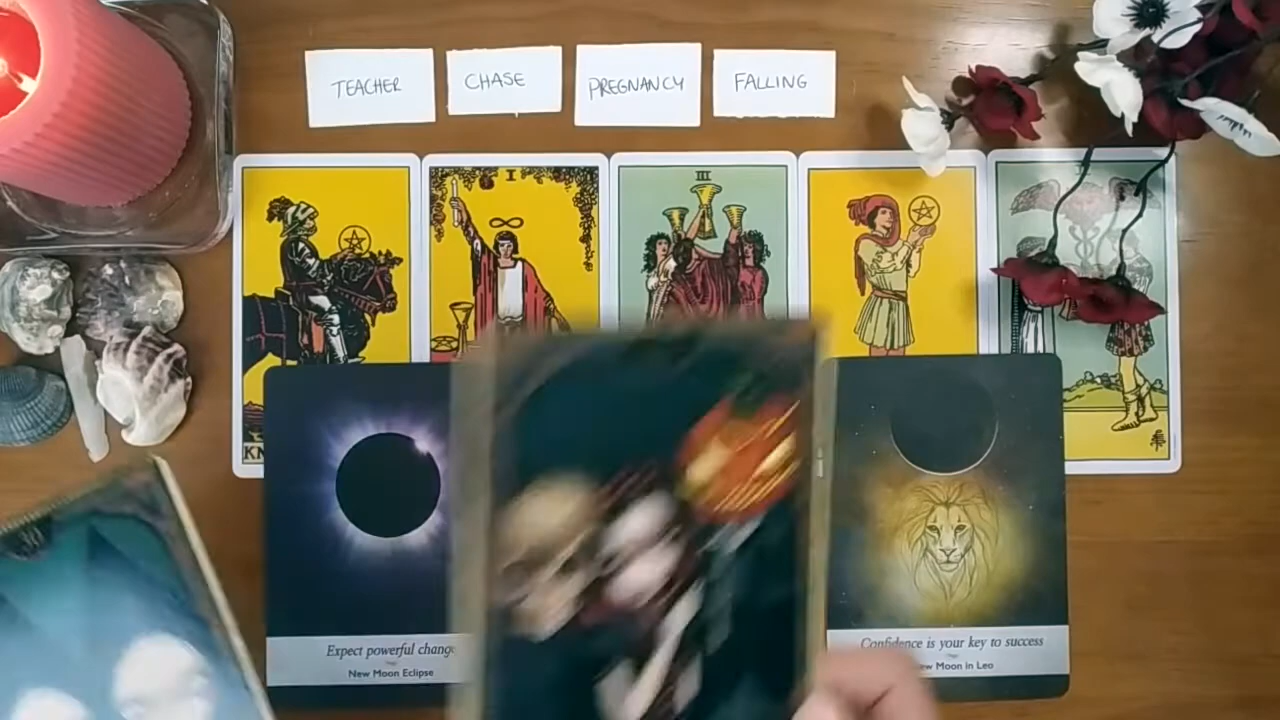 TEACHER
CHASE
PREGNANCY
FALLING
I
III
KN
Expect powerful change
New Moon Eclipse
Confidence is your key to success
New Moon in Leo